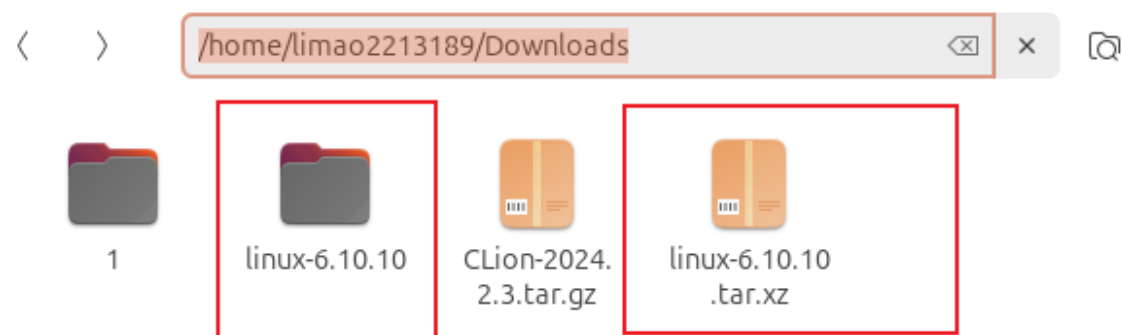 /home/limao2213189/Downloads
1
linux-6.10.10
CLion-2024.
2.3.tar.gz
linux-6.10.10
.tar.xz